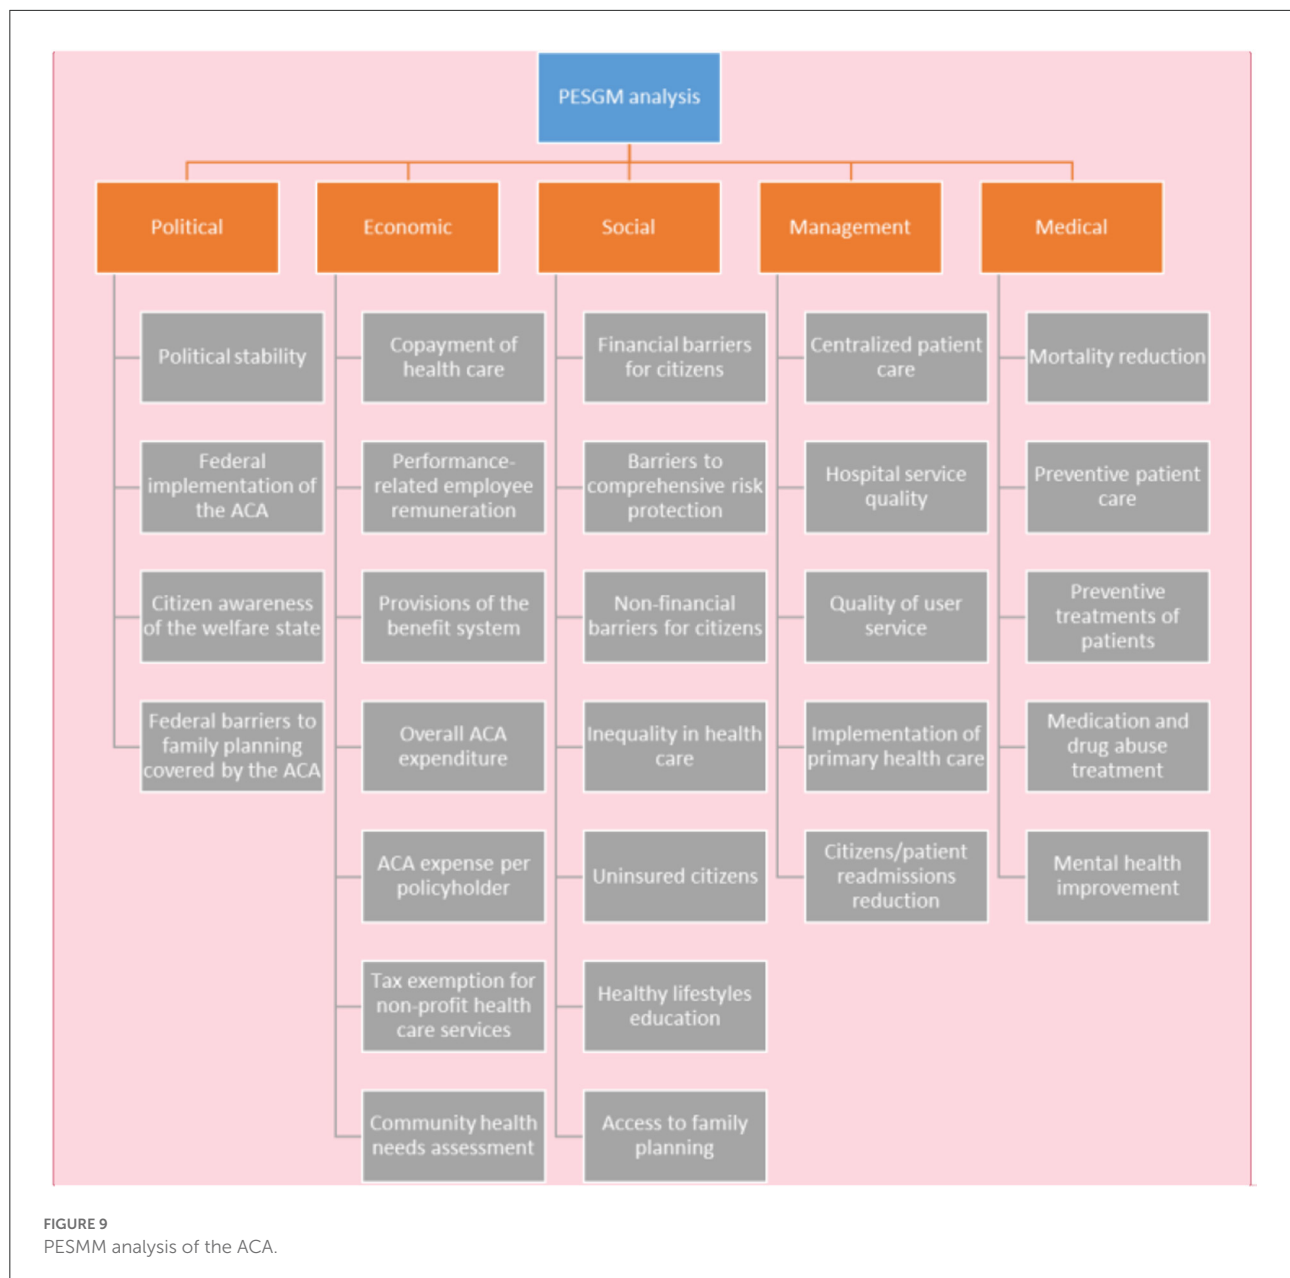 PESGM analysis
Political
Economic
Social
Management
Medical
Political stability
Federal
implementation of
the ACA
Citizen awareness
of the welfare state
Federal barriers to
family planning
covered by the ACA
Copayment of
health care
Performance-
related employee
remuneration
Provisions of the
benefit system
Overall ACA
expenditure
ACA expense per
policyholder
Tax exemption for
non-profit health
care services
Community health
needs assessment
Financial barriers
for citizens
Barriers to
comprehensive risk
protection
Non-financial
barriers for citizens
Inequality in health
care
Uninsured citizens
Healthy lifestyles
education
Access to family
planning
Centralized patient
care
Hospital service
quality
Quality of user
service
Implementation of
primary health care
Citizens/patient
readmissions
reduction
Mortality reduction
Preventive patient
care
Preventive
treatments of
patients
Medication and
drug abuse
treatment
Mental health
improvement
FIGURE 9
PESMM analysis of the ACA.